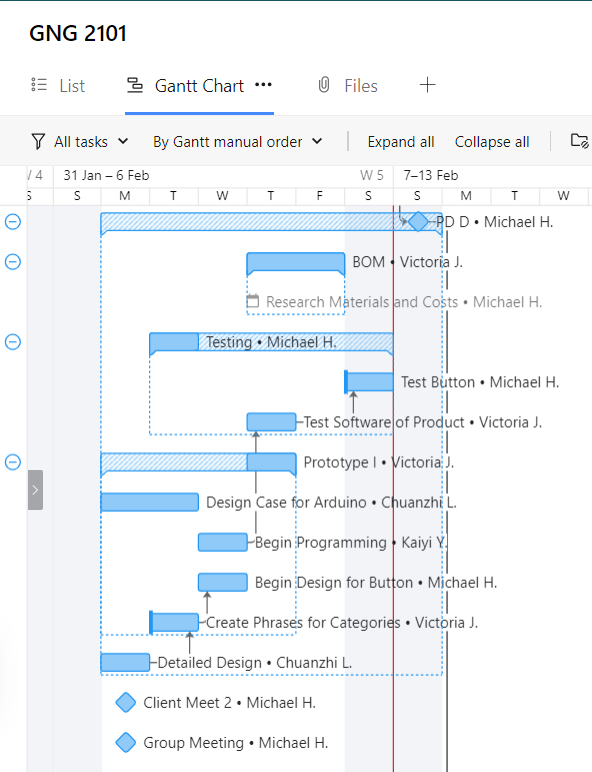 GNG 2101
List
Gantt Chart •••
Files
All tasks
By Gantt manual order
Expand all
Collapse all
/ 4 31 Jan – 6 Feb W 5 7–13 Feb
S S M T W T F S S M T W
PD D • Michael H.
BOM • Victoria J.
Research Materials and Costs • Michael H.
Testing • Michael H.
Test Button • Michael H.
Test Software of Product • Victoria J.
Prototype I • Victoria J.
Design Case for Arduino • Chuanzhi L.
Begin Programming • Kaiyi Y.
Begin Design for Button • Michael H.
Create Phrases for Categories • Victoria J.
Detailed Design • Chuanzhi L.
Client Meet 2 • Michael H.
Group Meeting • Michael H.